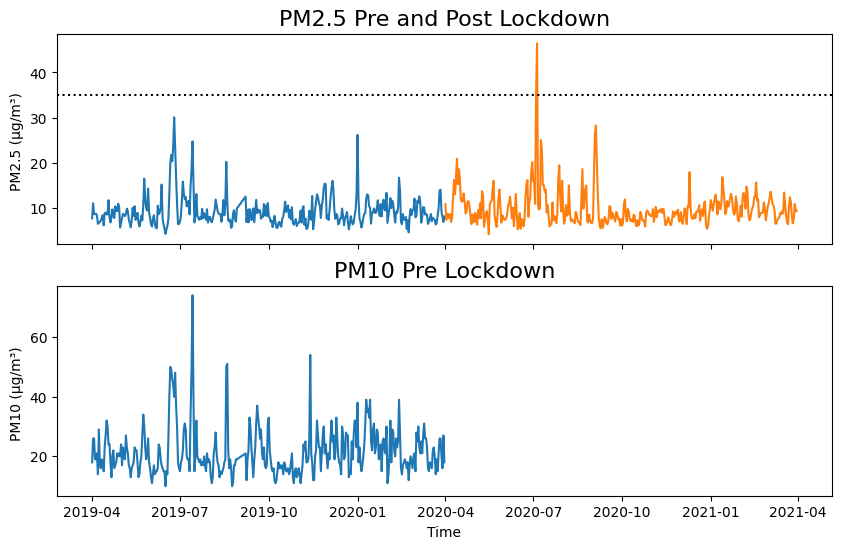 PM2.5 Pre and Post Lockdown
PM2.5 (μg/m³)
40
30
20
10
PM10 Pre Lockdown
PM10 (μg/m³)
60
40
20
2019-04 2019-07 2019-10 2020-01 2020-04 2020-07 2020-10 2021-01 2021-04
Time